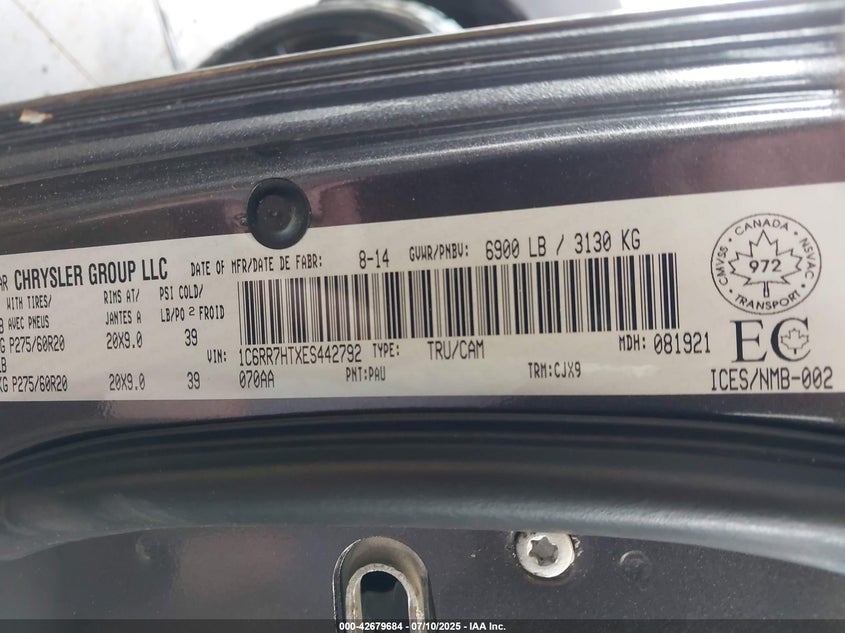 AR CHRYSLER GROUP LLC DATE OF MFR/DATE DE FABR: 8-14 GVWR/PNBV: 6900 LB / 3130 KG
WITH TIRES/ RIMS AT/ PSI COLD/
AVEC PNEUS JANTES A LB/PO 2 FROID
P275/60R20 20X9.0 39
LB VIN: 1C6RR7HTXES442792 TYPE: TRU/CAM MDH: 081921
KG P275/60R20 20X9.0 39 070AA PNT:PAU TRM:CJX9 ICES/NMB-002
CMVSS · CANADA · NSVAC · TRANSPORT
972
EC
000-42679684 - 07/10/2025 - IAA Inc.